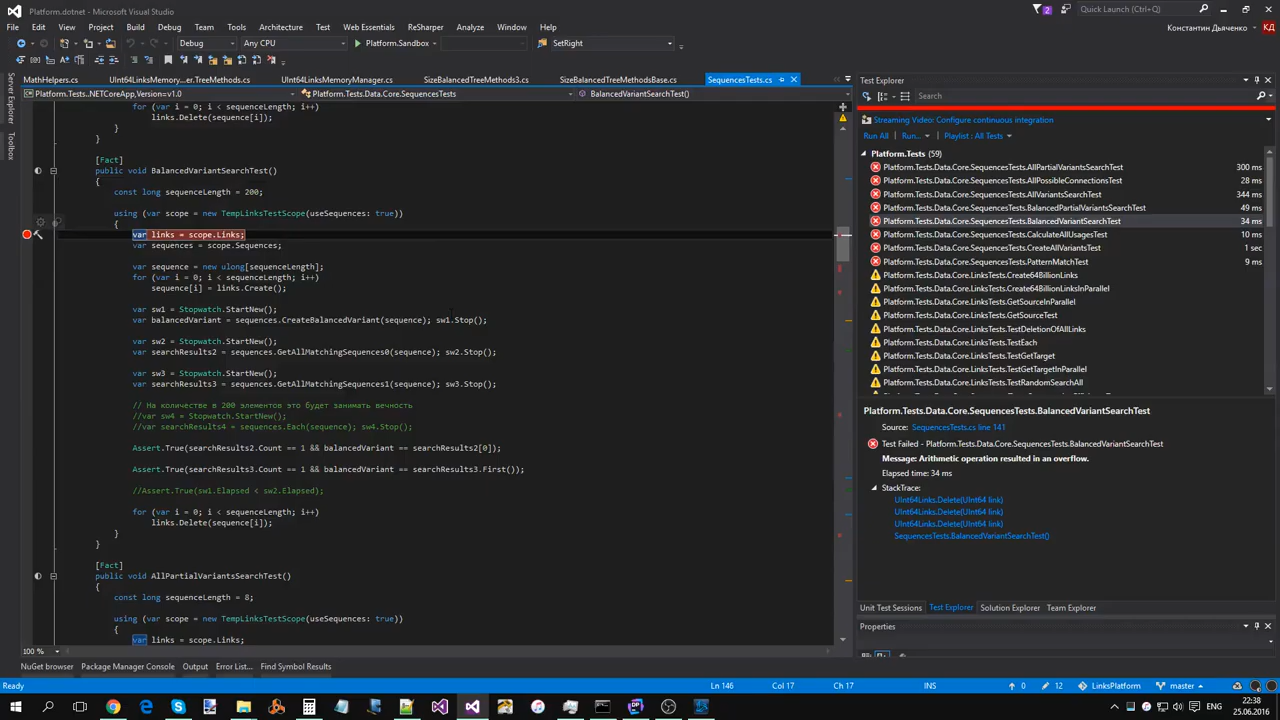 Platform.dotnet - Microsoft Visual Studio
2
Quick Launch (Ctrl+Q)
File Edit View Project Build Debug Team Tools Architecture Test Web Essentials ReSharper Analyze Window Help
Константин Дьяченко КД
Debug Any CPU Platform.Sandbox SetRight
MathHelpers.cs UInt64LinksMemory...er.TreeMethods.cs UInt64LinksMemoryManager.cs SizeBalancedTreeMethods3.cs SizeBalancedTreeMethodsBase.cs SequencesTests.cs
Platform.Tests..NETCoreApp,Version=v1.0 Platform.Tests.Data.Core.SequencesTests BalancedVariantSearchTest()
Server Explorer
Toolbox
for (var i = 0; i < sequenceLength; i++)
links.Delete(sequence[i]);
}
}
[Fact]
public void BalancedVariantSearchTest()
{
const long sequenceLength = 200;
using (var scope = new TempLinksTestScope(useSequences: true))
{
var links = scope.Links;
var sequences = scope.Sequences;
var sequence = new ulong[sequenceLength];
for (var i = 0; i < sequenceLength; i++)
sequence[i] = links.Create();
var sw1 = Stopwatch.StartNew();
var balancedVariant = sequences.CreateBalancedVariant(sequence); sw1.Stop();
var sw2 = Stopwatch.StartNew();
var searchResults2 = sequences.GetAllMatchingSequences0(sequence); sw2.Stop();
var sw3 = Stopwatch.StartNew();
var searchResults3 = sequences.GetAllMatchingSequences1(sequence); sw3.Stop();
// На количестве в 200 элементов это будет занимать вечность
//var sw4 = Stopwatch.StartNew();
//var searchResults4 = sequences.Each(sequence); sw4.Stop();
Assert.True(searchResults2.Count == 1 && balancedVariant == searchResults2[0]);
Assert.True(searchResults3.Count == 1 && balancedVariant == searchResults3.First());
//Assert.True(sw1.Elapsed < sw2.Elapsed);
for (var i = 0; i < sequenceLength; i++)
links.Delete(sequence[i]);
}
}
[Fact]
public void AllPartialVariantsSearchTest()
{
const long sequenceLength = 8;
using (var scope = new TempLinksTestScope(useSequences: true))
{
var links = scope.Links;
100 %
Test Explorer
Search
Streaming Video: Configure continuous integration
Run All Run... Playlist : All Tests
Platform.Tests (59)
Platform.Tests.Data.Core.SequencesTests.AllPartialVariantsSearchTest 300 ms
Platform.Tests.Data.Core.SequencesTests.AllPossibleConnectionsTest 28 ms
Platform.Tests.Data.Core.SequencesTests.AllVariantsSearchTest 34 ms
Platform.Tests.Data.Core.SequencesTests.BalancedPartialVariantsSearchTest 49 ms
Platform.Tests.Data.Core.SequencesTests.BalancedVariantSearchTest 34 ms
Platform.Tests.Data.Core.SequencesTests.CalculateAllUsagesTest 10 ms
Platform.Tests.Data.Core.SequencesTests.CreateAllVariantsTest 1 sec
Platform.Tests.Data.Core.SequencesTests.PatternMatchTest 9 ms
Platform.Tests.Data.Core.LinksTests.Create64BillionLinks
Platform.Tests.Data.Core.LinksTests.Create64BillionLinksInParallel
Platform.Tests.Data.Core.LinksTests.GetSourceInParallel
Platform.Tests.Data.Core.LinksTests.GetSourceTest
Platform.Tests.Data.Core.LinksTests.TestDeletionOfAllLinks
Platform.Tests.Data.Core.LinksTests.TestEach
Platform.Tests.Data.Core.LinksTests.TestGetTarget
Platform.Tests.Data.Core.LinksTests.TestGetTargetInParallel
Platform.Tests.Data.Core.LinksTests.TestRandomSearchAll
Platform.Tests.Data.Core.SequencesTests.BalancedVariantSearchTest
Source: SequencesTests.cs line 141
Test Failed - Platform.Tests.Data.Core.SequencesTests.BalancedVariantSearchTest
Message: Arithmetic operation resulted in an overflow.
Elapsed time: 34 ms
StackTrace:
UInt64Links.Delete(UInt64 link)
UInt64Links.Delete(UInt64 link)
UInt64Links.Delete(UInt64 link)
SequencesTests.BalancedVariantSearchTest()
Unit Test Sessions Test Explorer Solution Explorer Team Explorer
Properties
NuGet browser Package Manager Console Output Error List... Find Symbol Results
Ready Ln 146 Col 17 Ch 17 INS 0 12 LinksPlatform master
ENG 22:38
25.06.2016